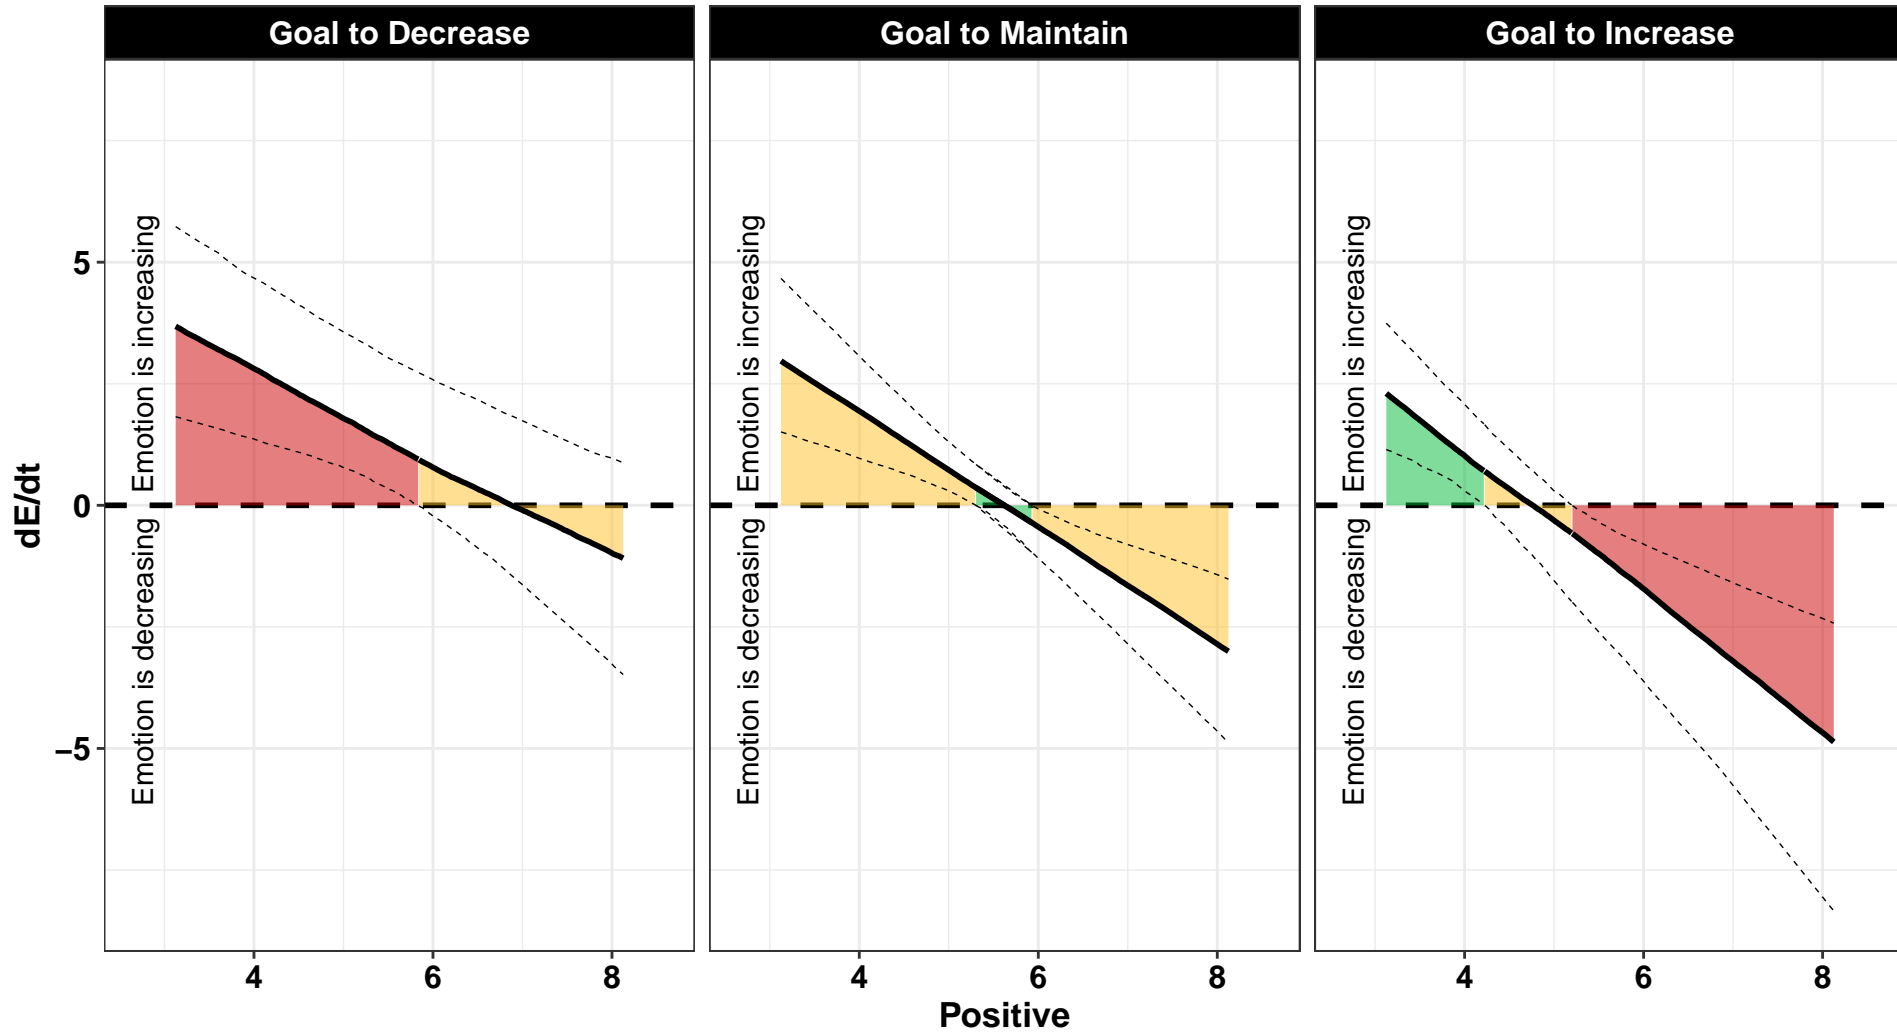 Goal to Decrease
Goal to Maintain
Goal to Increase
dE/dt
5
0
−5
Emotion is increasing
Emotion is decreasing
Emotion is increasing
Emotion is decreasing
Emotion is increasing
Emotion is decreasing
4 6 8
4 6 8
4 6 8
Positive